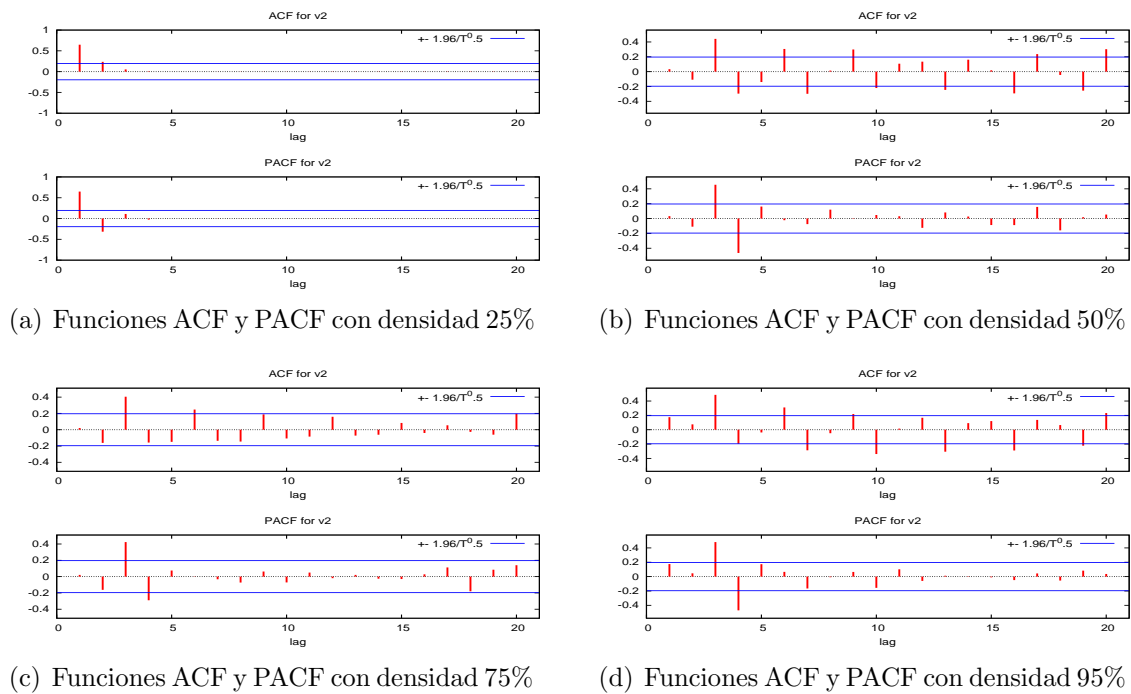 ACF for v2
1
0.5
0
-0.5
-1
+- 1.96/T^0.5
0 5 10 15 20
lag
PACF for v2
1
0.5
0
-0.5
-1
+- 1.96/T^0.5
0 5 10 15 20
lag
(a) Funciones ACF y PACF con densidad 25%
ACF for v2
0.4
0.2
0
-0.2
-0.4
+- 1.96/T^0.5
0 5 10 15 20
lag
PACF for v2
0.4
0.2
0
-0.2
-0.4
+- 1.96/T^0.5
0 5 10 15 20
lag
(b) Funciones ACF y PACF con densidad 50%
ACF for v2
0.4
0.2
0
-0.2
-0.4
+- 1.96/T^0.5
0 5 10 15 20
lag
PACF for v2
0.4
0.2
0
-0.2
-0.4
+- 1.96/T^0.5
0 5 10 15 20
lag
(c) Funciones ACF y PACF con densidad 75%
ACF for v2
0.4
0.2
0
-0.2
-0.4
+- 1.96/T^0.5
0 5 10 15 20
lag
PACF for v2
0.4
0.2
0
-0.2
-0.4
+- 1.96/T^0.5
0 5 10 15 20
lag
(d) Funciones ACF y PACF con densidad 95%